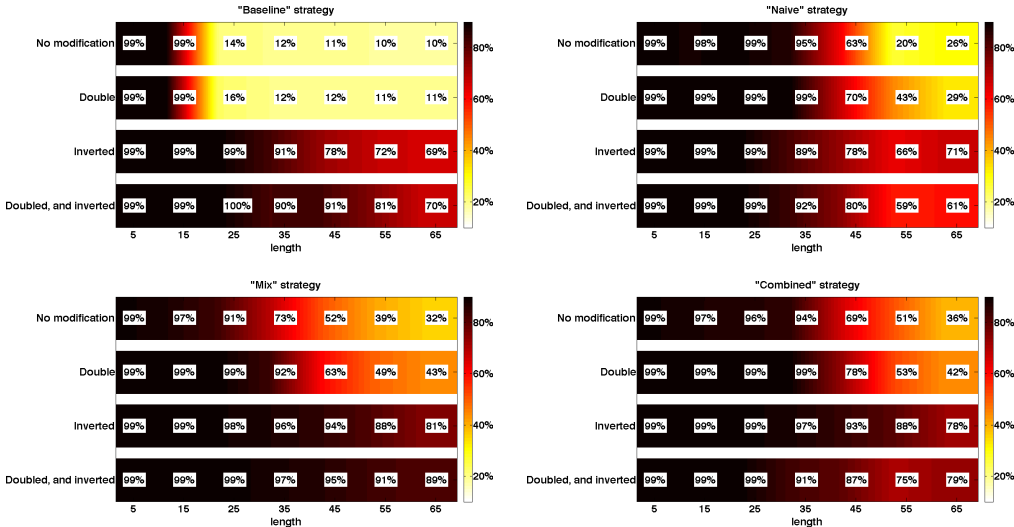 "Baseline" strategy
No modification 99% 99% 14% 12% 11% 10% 10%
Double 99% 99% 16% 12% 12% 11% 11%
Inverted 99% 99% 99% 91% 78% 72% 69%
Doubled, and inverted 99% 99% 100% 90% 91% 81% 70%
5 15 25 35 45 55 65
length
80%
60%
40%
20%
"Naive" strategy
No modification 99% 98% 99% 95% 63% 20% 26%
Double 99% 99% 99% 99% 70% 43% 29%
Inverted 99% 99% 99% 89% 78% 66% 71%
Doubled, and inverted 99% 99% 99% 92% 80% 59% 61%
5 15 25 35 45 55 65
length
80%
60%
40%
20%
"Mix" strategy
No modification 99% 97% 91% 73% 52% 39% 32%
Double 99% 99% 99% 92% 63% 49% 43%
Inverted 99% 99% 98% 96% 94% 88% 81%
Doubled, and inverted 99% 99% 99% 97% 95% 91% 89%
5 15 25 35 45 55 65
length
80%
60%
40%
20%
"Combined" strategy
No modification 99% 97% 96% 94% 69% 51% 36%
Double 99% 99% 99% 99% 78% 53% 42%
Inverted 99% 99% 99% 97% 93% 88% 78%
Doubled, and inverted 99% 99% 99% 91% 87% 75% 79%
5 15 25 35 45 55 65
length
80%
60%
40%
20%